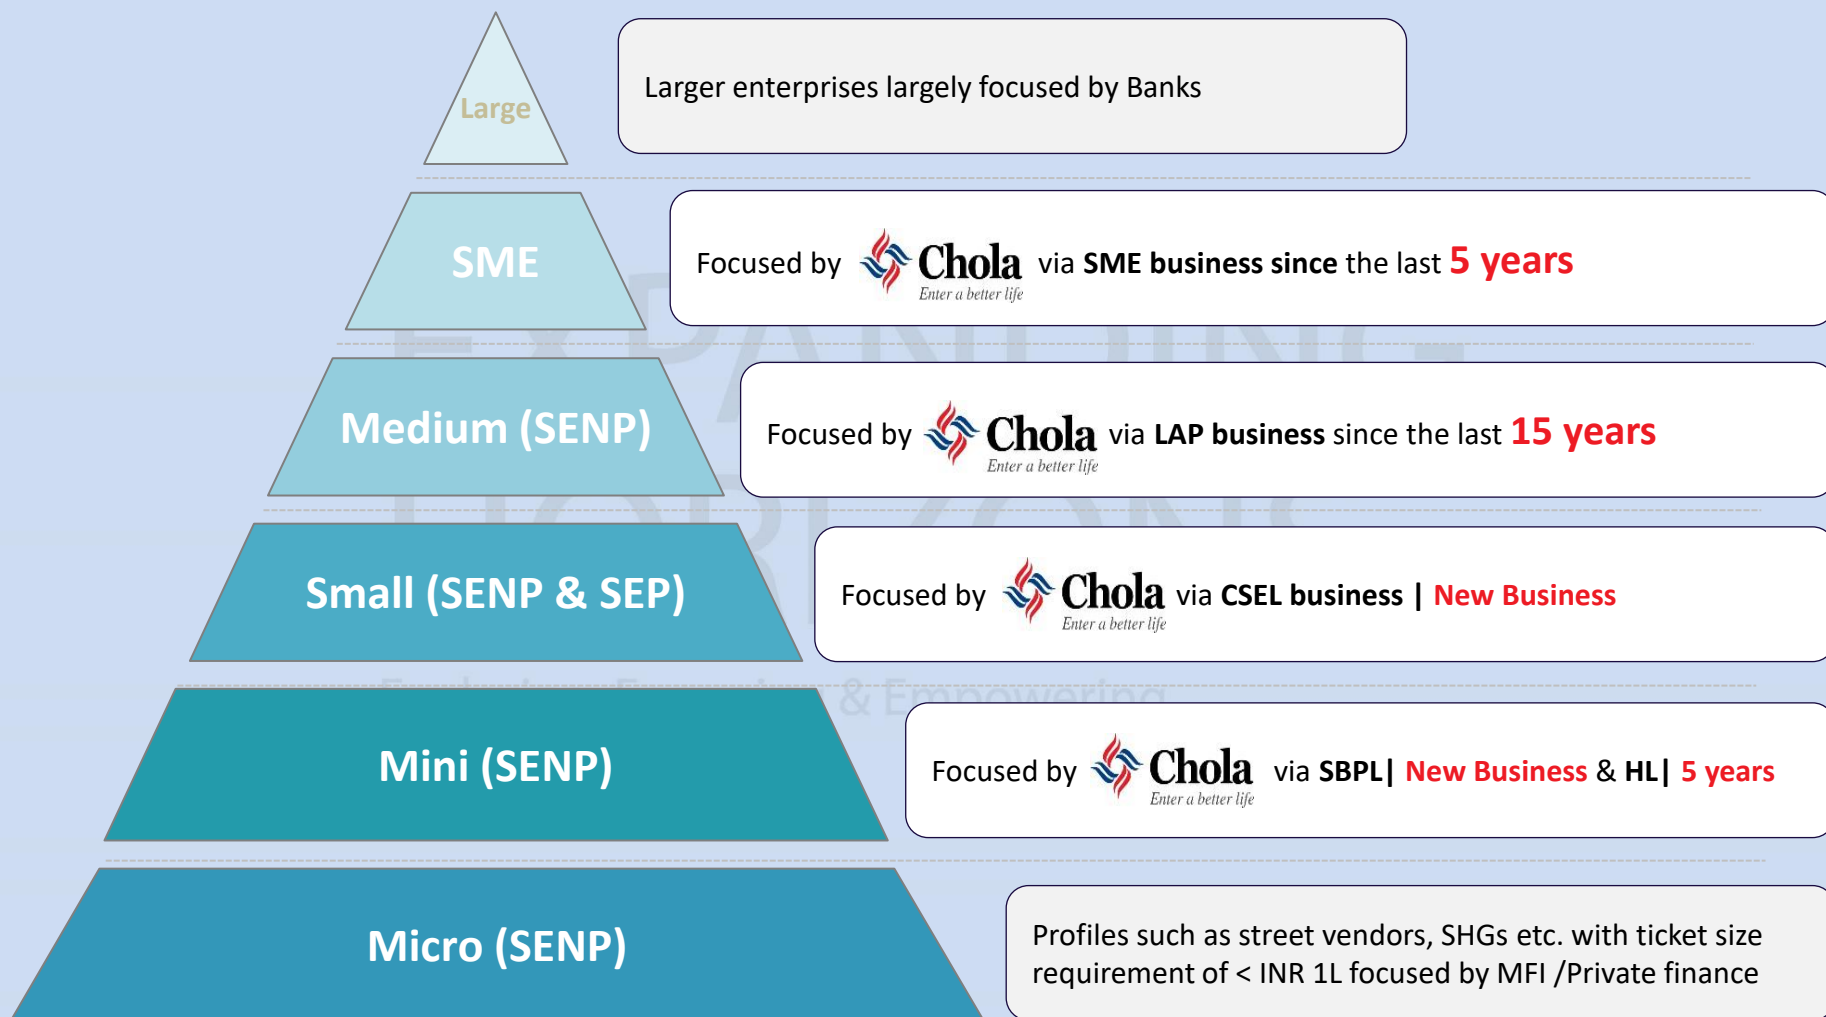 Large
Larger enterprises largely focused by Banks
SME
Focused by Chola via SME business since the last 5 years
Enter a better life
Medium (SENP)
Focused by Chola via LAP business since the last 15 years
Enter a better life
Small (SENP & SEP)
Focused by Chola via CSEL business | New Business
Enter a better life
Mini (SENP)
Focused by Chola via SBPL| New Business & HL| 5 years
Enter a better life
Micro (SENP)
Profiles such as street vendors, SHGs etc. with ticket size
requirement of < INR 1L focused by MFI /Private finance
EXPANDING
& Empowering